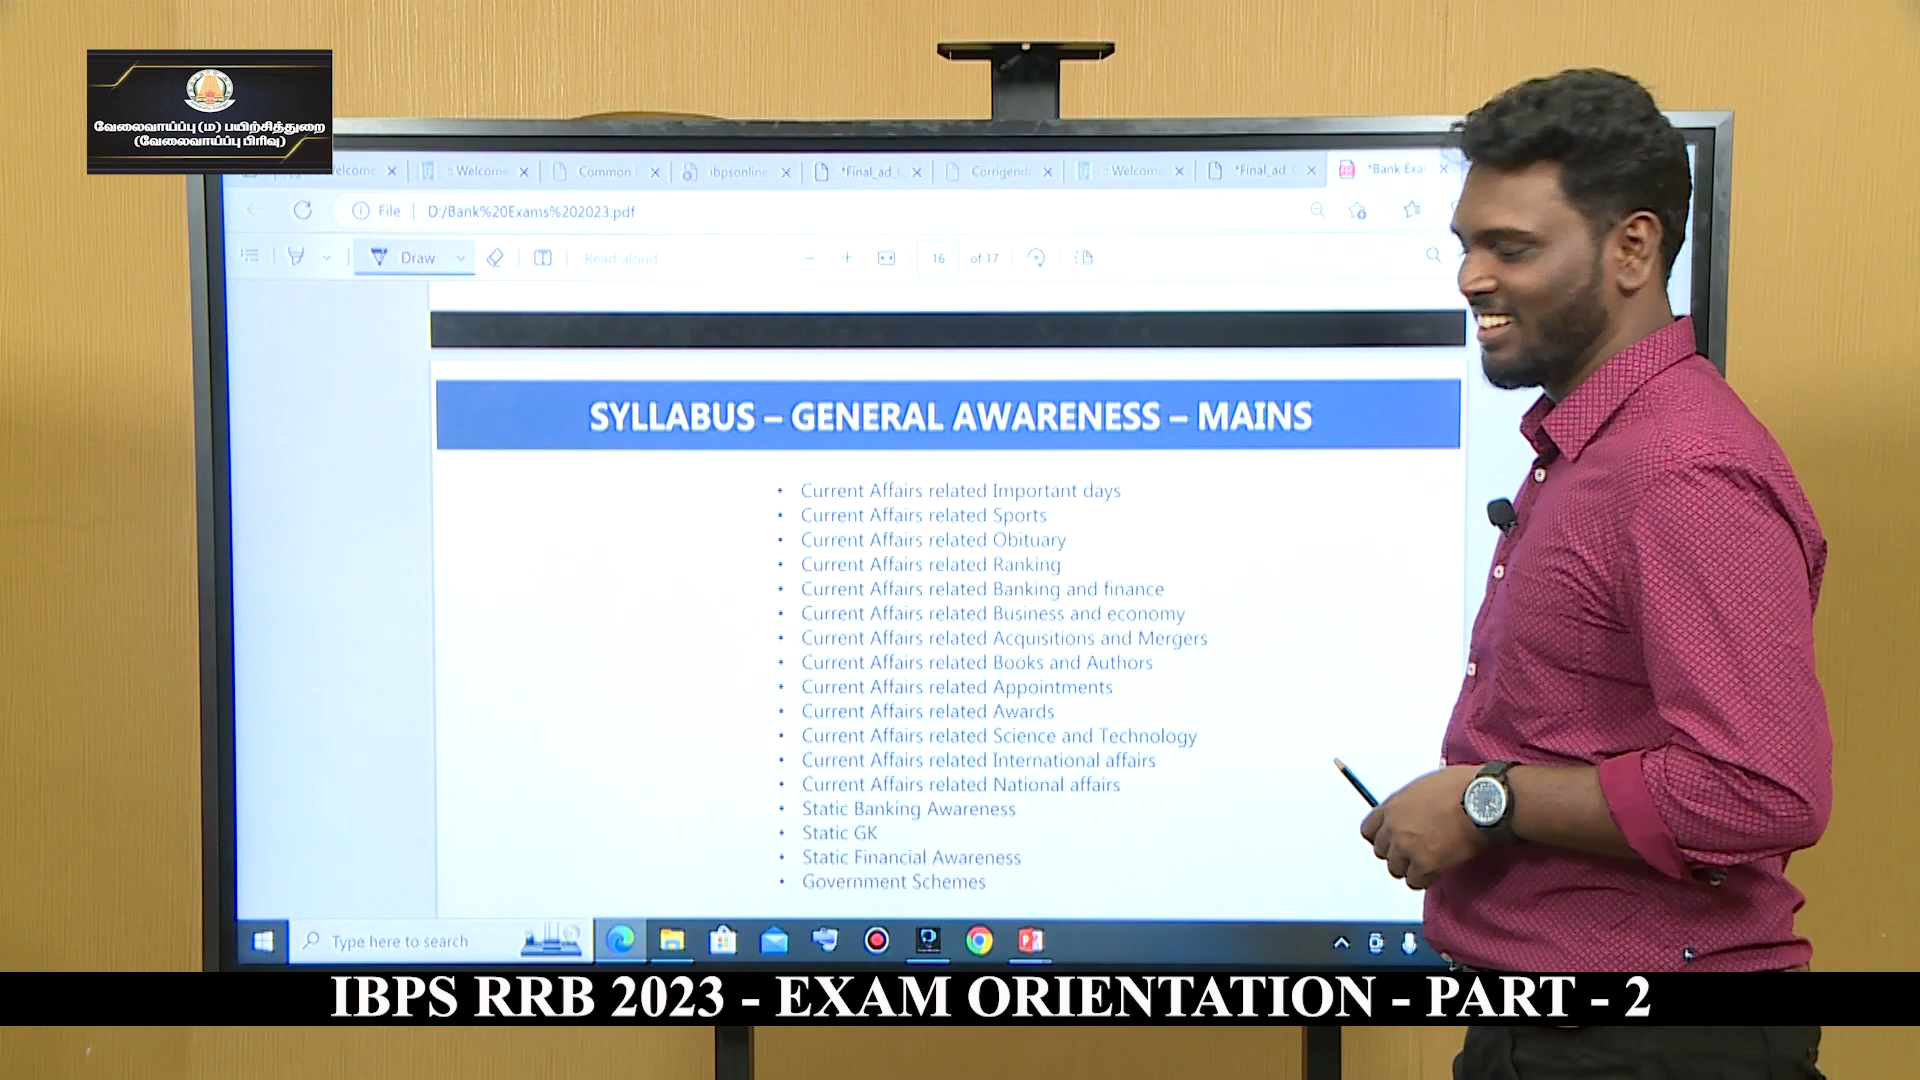 வேலைவாய்ப்பு (ம) பயிற்சித்துறை
(வேலைவாய்ப்பு பிரிவு)
elcome :: Welcome Common ibpsonline *Final_ad_ Corrigend :: Welcome *Final_ad_ *Bank Exa
File D:/Bank%20Exams%202023.pdf
Draw Read aloud 16 of 17
SYLLABUS – GENERAL AWARENESS – MAINS
• Current Affairs related Important days
• Current Affairs related Sports
• Current Affairs related Obituary
• Current Affairs related Ranking
• Current Affairs related Banking and finance
• Current Affairs related Business and economy
• Current Affairs related Acquisitions and Mergers
• Current Affairs related Books and Authors
• Current Affairs related Appointments
• Current Affairs related Awards
• Current Affairs related Science and Technology
• Current Affairs related International affairs
• Current Affairs related National affairs
• Static Banking Awareness
• Static GK
• Static Financial Awareness
• Government Schemes
Type here to search
IBPS RRB 2023 - EXAM ORIENTATION - PART - 2